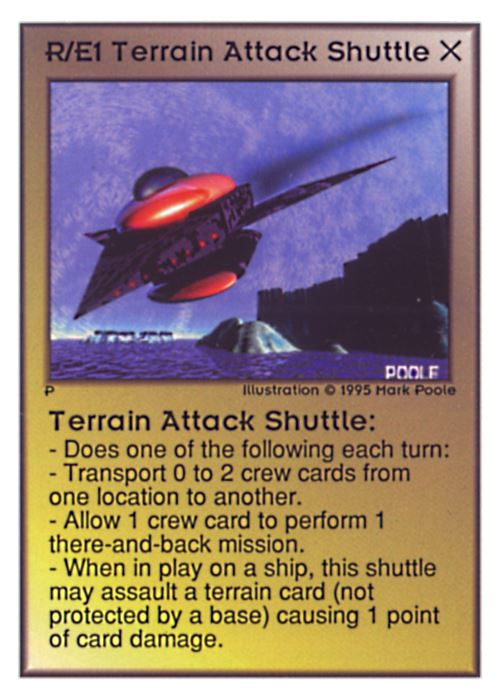 R/E1 Terrain Attack Shuttle X
POOLE
P
Illustration © 1995 Mark Poole
Terrain Attack Shuttle:
- Does one of the following each turn:
- Transport 0 to 2 crew cards from
one location to another.
- Allow 1 crew card to perform 1
there-and-back mission.
- When in play on a ship, this shuttle
may assault a terrain card (not
protected by a base) causing 1 point
of card damage.